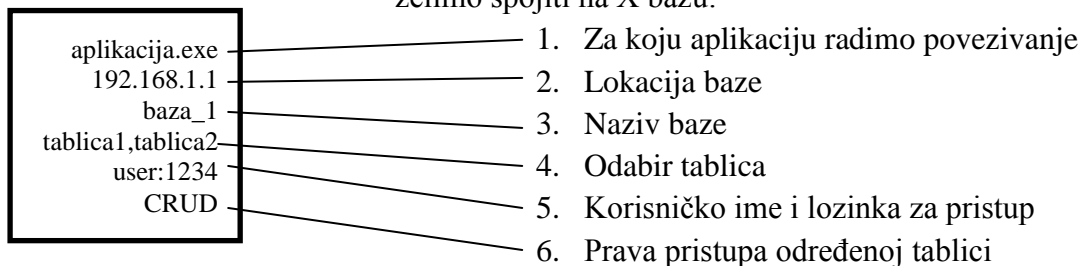 želimo spojiti na X bazu:
aplikacija.exe
192.168.1.1
baza_1
tablica1,tablica2
user:1234
CRUD
1. Za koju aplikaciju radimo povezivanje
2. Lokacija baze
3. Naziv baze
4. Odabir tablica
5. Korisničko ime i lozinka za pristup
6. Prava pristupa određenoj tablici